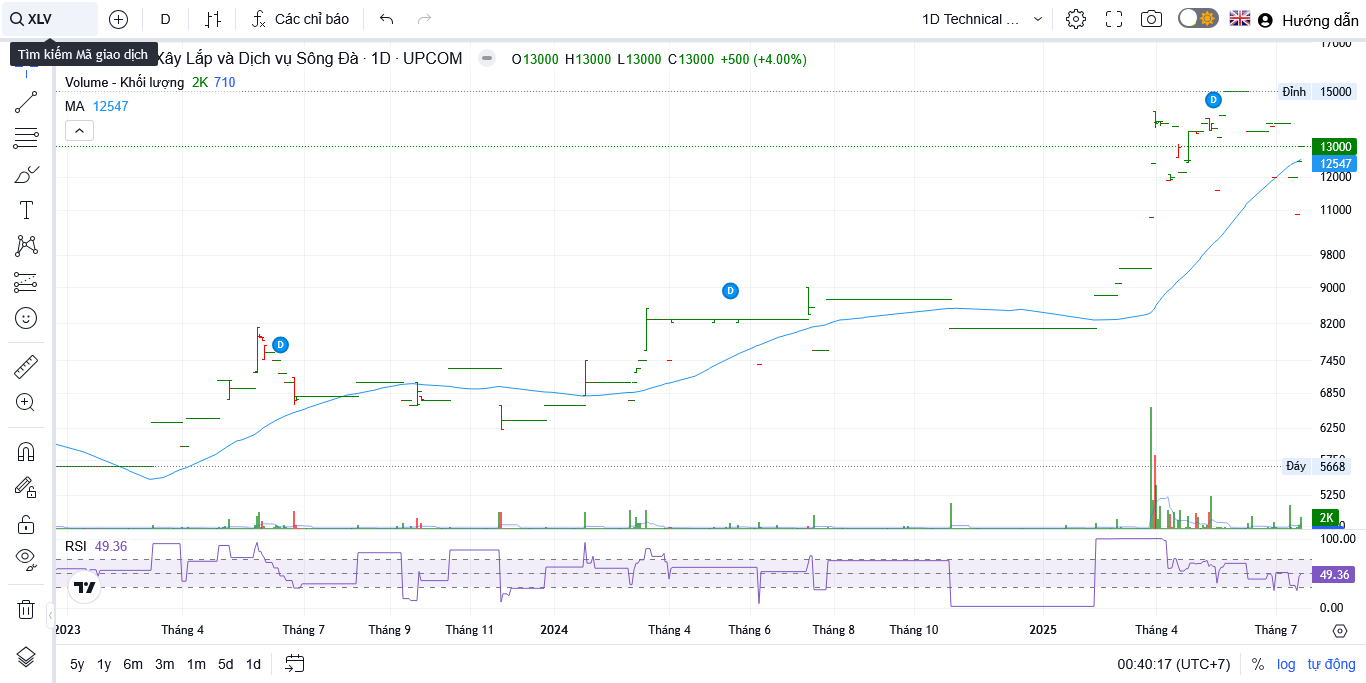 XLV
D
Các chỉ báo
1D Technical ...
Hướng dẫn
Tìm kiếm Mã giao dịch
Xây Lắp và Dịch vụ Sông Đà · 1D · UPCOM
O13000 H13000 L13000 C13000 +500 (+4.00%)
Volume - Khối lượng 2K 710
MA 12547
17000
Đỉnh 15000
13000
12547
12000
11000
9800
9000
8200
7450
6850
6250
5750
Đáy 5668
5250
2K
D
D
D
RSI 49.36
100.00
49.36
0.00
2023 Tháng 4 Tháng 7 Tháng 9 Tháng 11 2024 Tháng 4 Tháng 6 Tháng 8 Tháng 10 2025 Tháng 4 Tháng 7
5y 1y 6m 3m 1m 5d 1d
00:40:17 (UTC+7) % log tự động